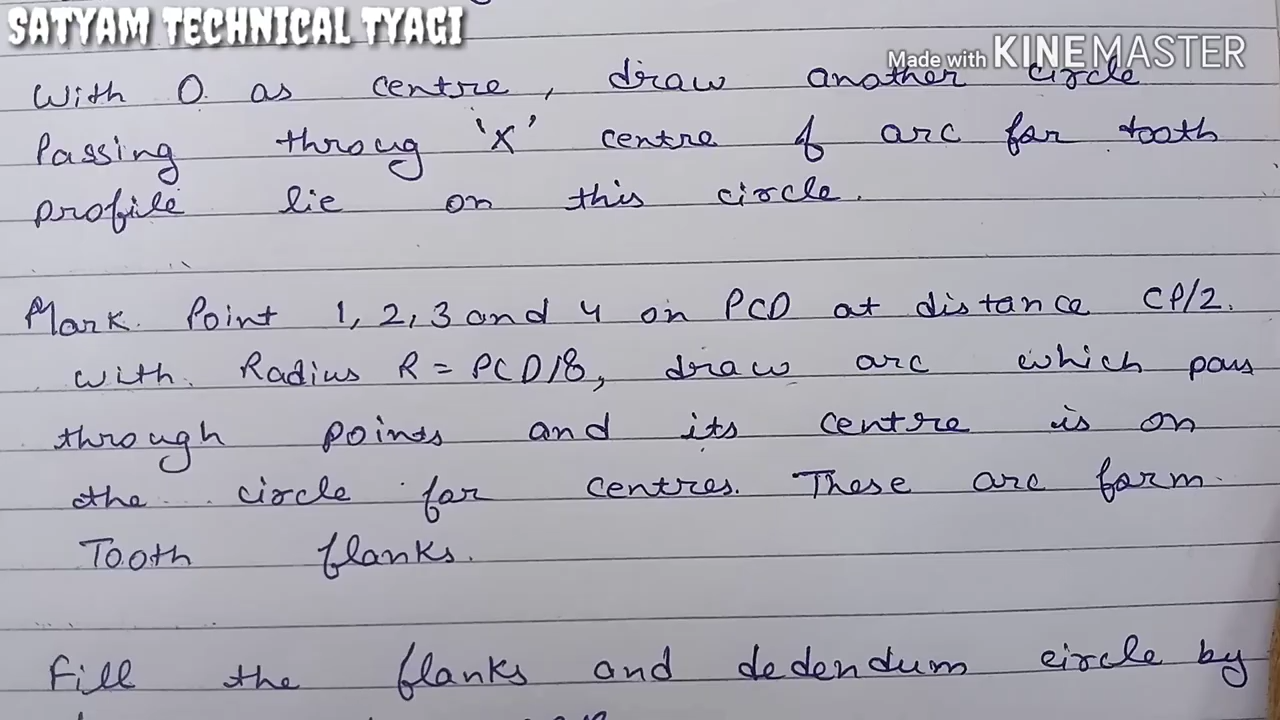 SATYAM TECHNICAL TYAGI
Made with KINEMASTER
With O as centre, draw another circle
Passing throug 'X' centre of arc for tooth
profile lie on this circle.
Mark. Point 1, 2, 3 and 4 on PCD at distance CP/2.
with. Radius R = PCD/8, draw arc which pass
through points and its centre is on
the circle for centres. These arc form.
Tooth flanks.
Fill the flanks and dedendum circle by